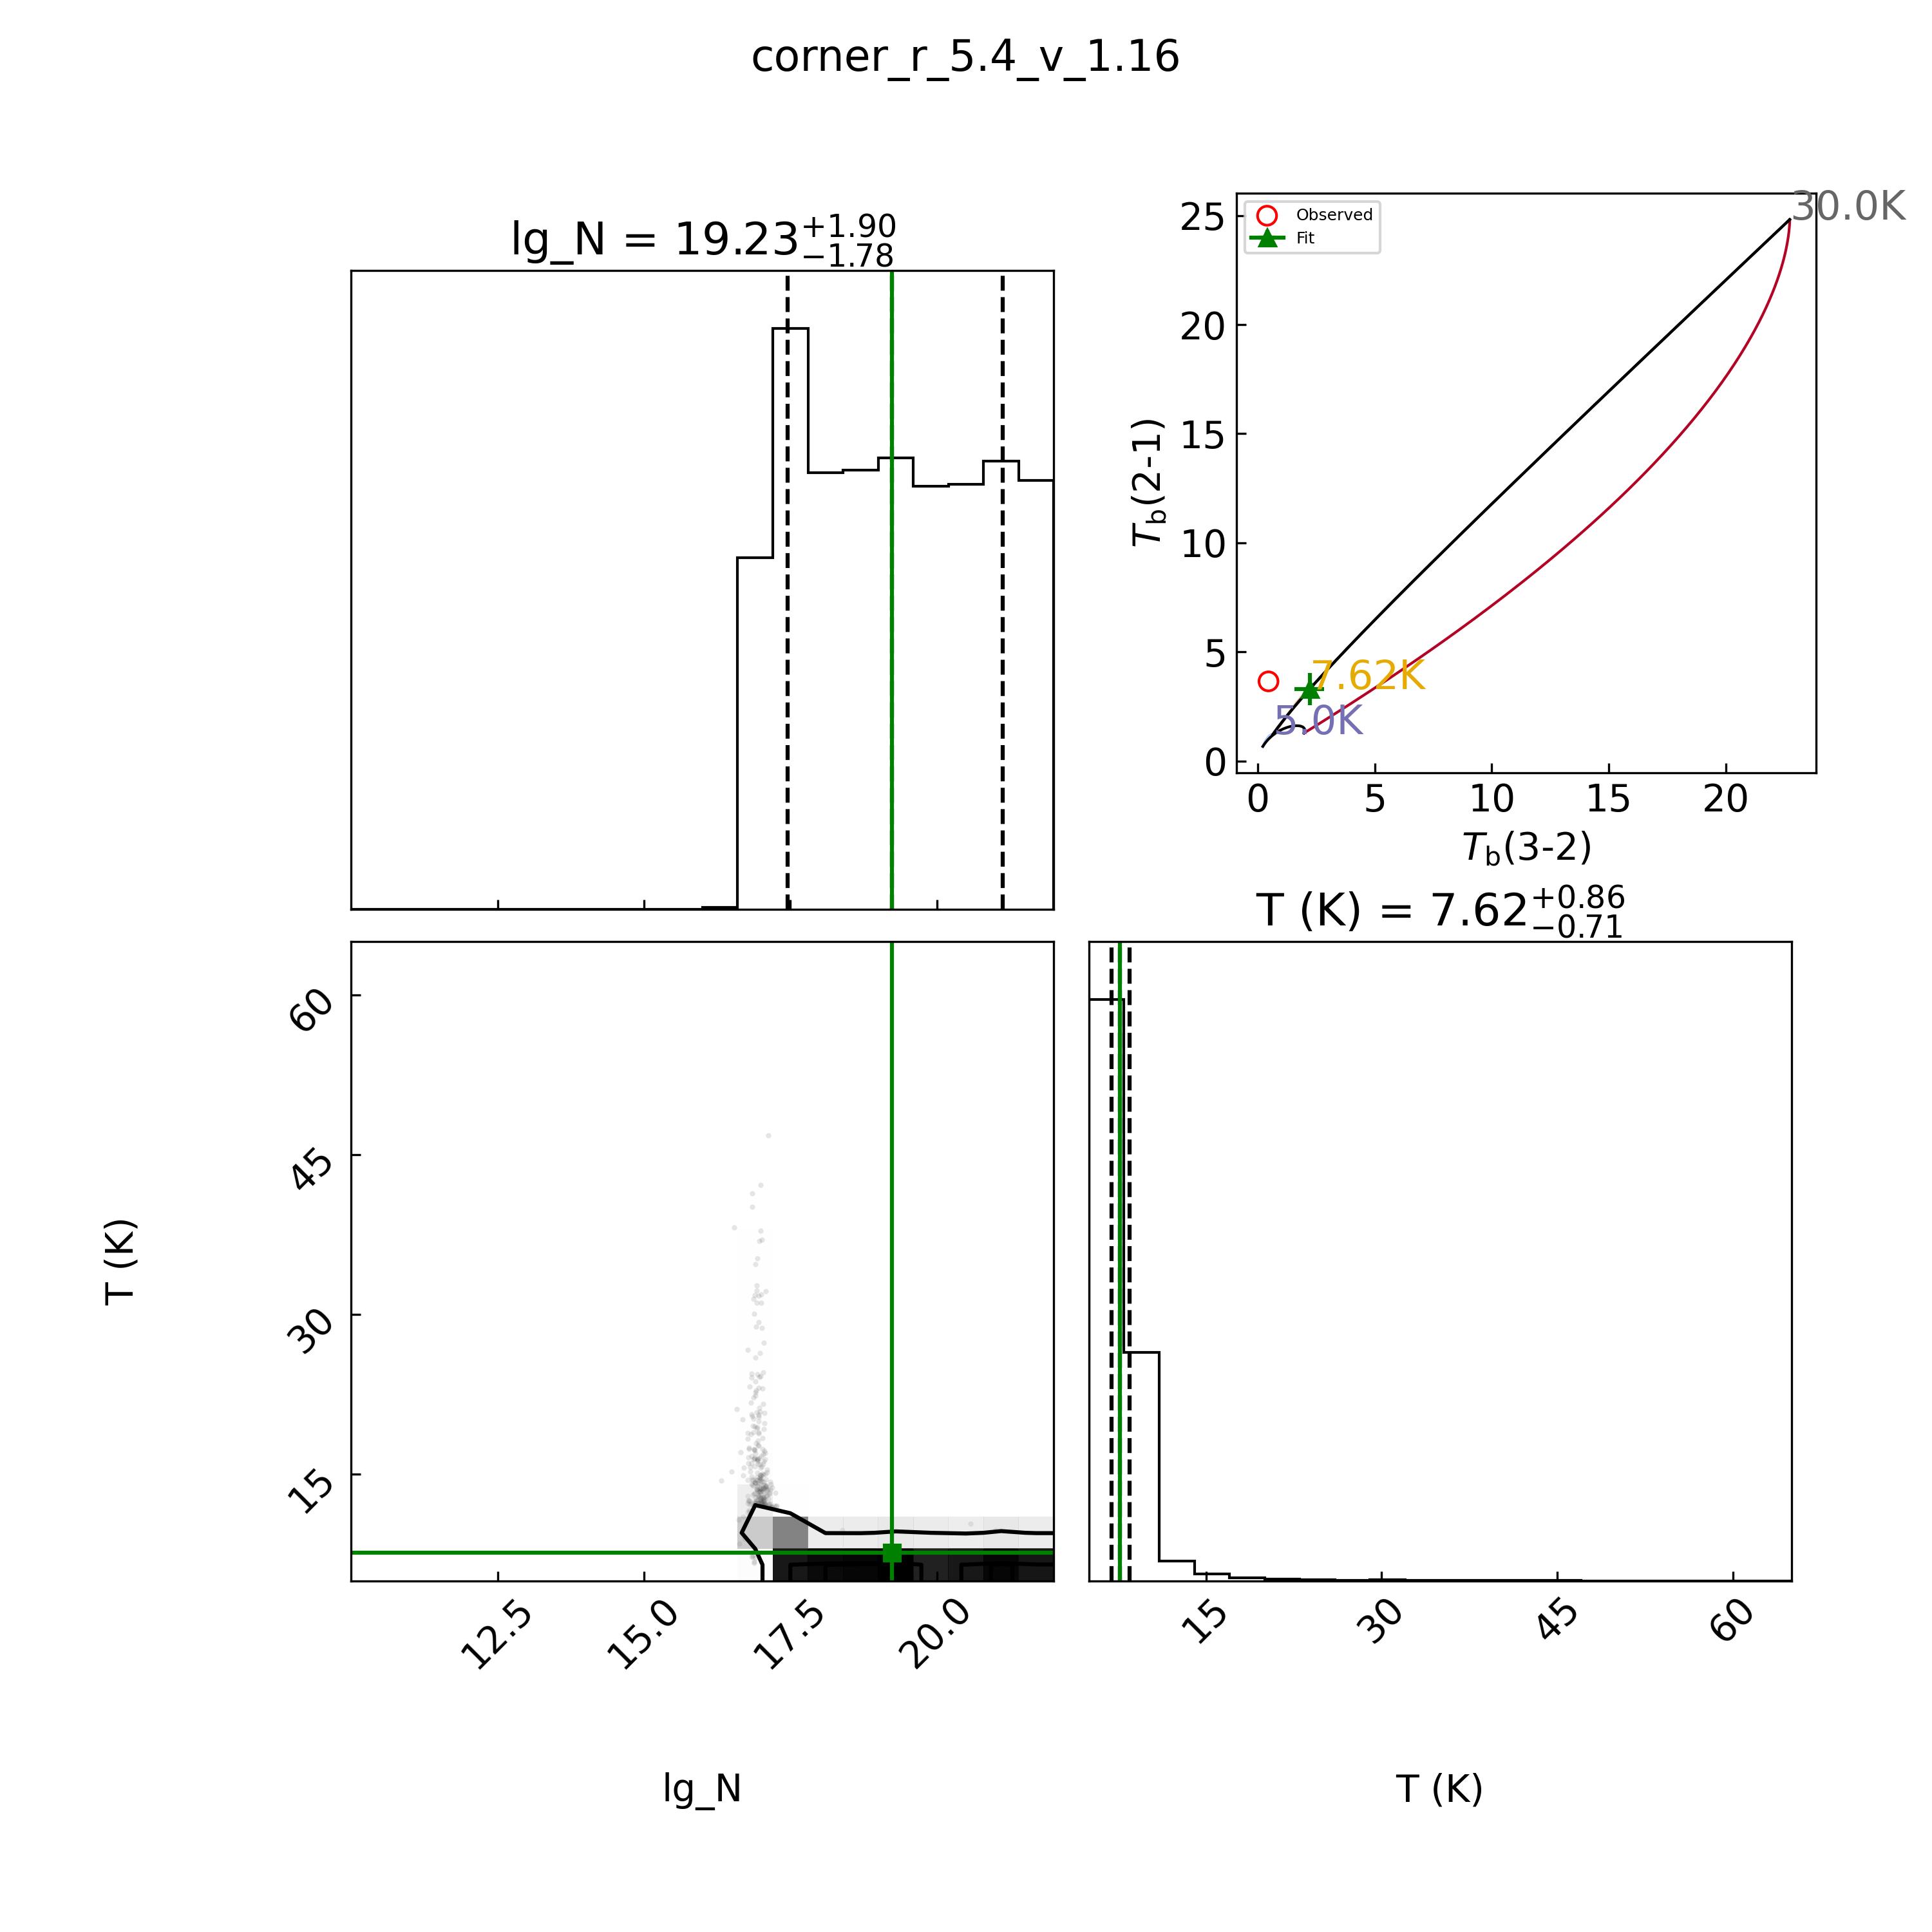 corner_r_5.4_v_1.16
lg_N = 19.23+1.90−1.78
30.0K
25
Observed
Fit
20
15
10
5
0
T_b(2-1)
7.62K
5.0K
0 5 10 15 20
T_b(3-2)
T (K) = 7.62+0.86−0.71
60
45
30
15
T (K)
12.5 15.0 17.5 20.0
15 30 45 60
lg_N
T (K)